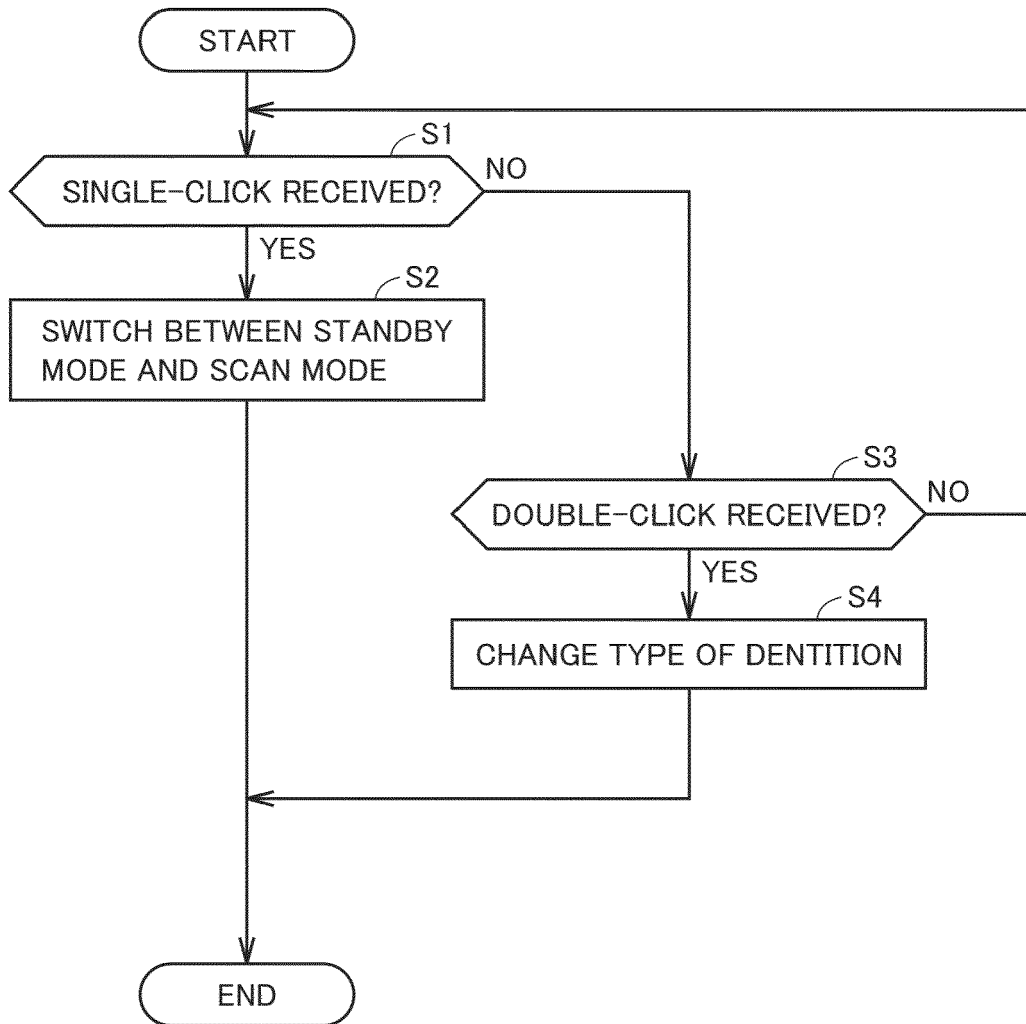 START
S1
SINGLE-CLICK RECEIVED?
NO
YES
S2
SWITCH BETWEEN STANDBY
MODE AND SCAN MODE
S3
DOUBLE-CLICK RECEIVED?
NO
YES
S4
CHANGE TYPE OF DENTITION
END